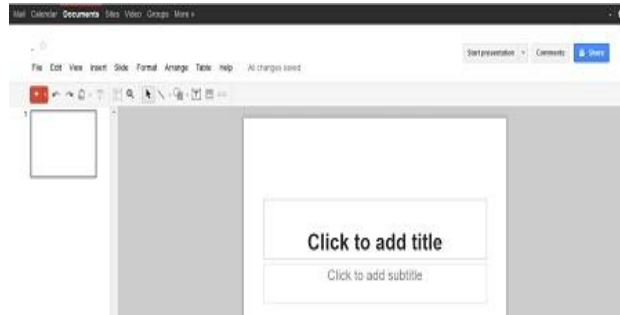 Mail Calendar Documents Sites Video Groups More
Start presentation Comments Share
File Edit View Insert Slide Format Arrange Table Help All changes saved
1
Click to add title
Click to add subtitle